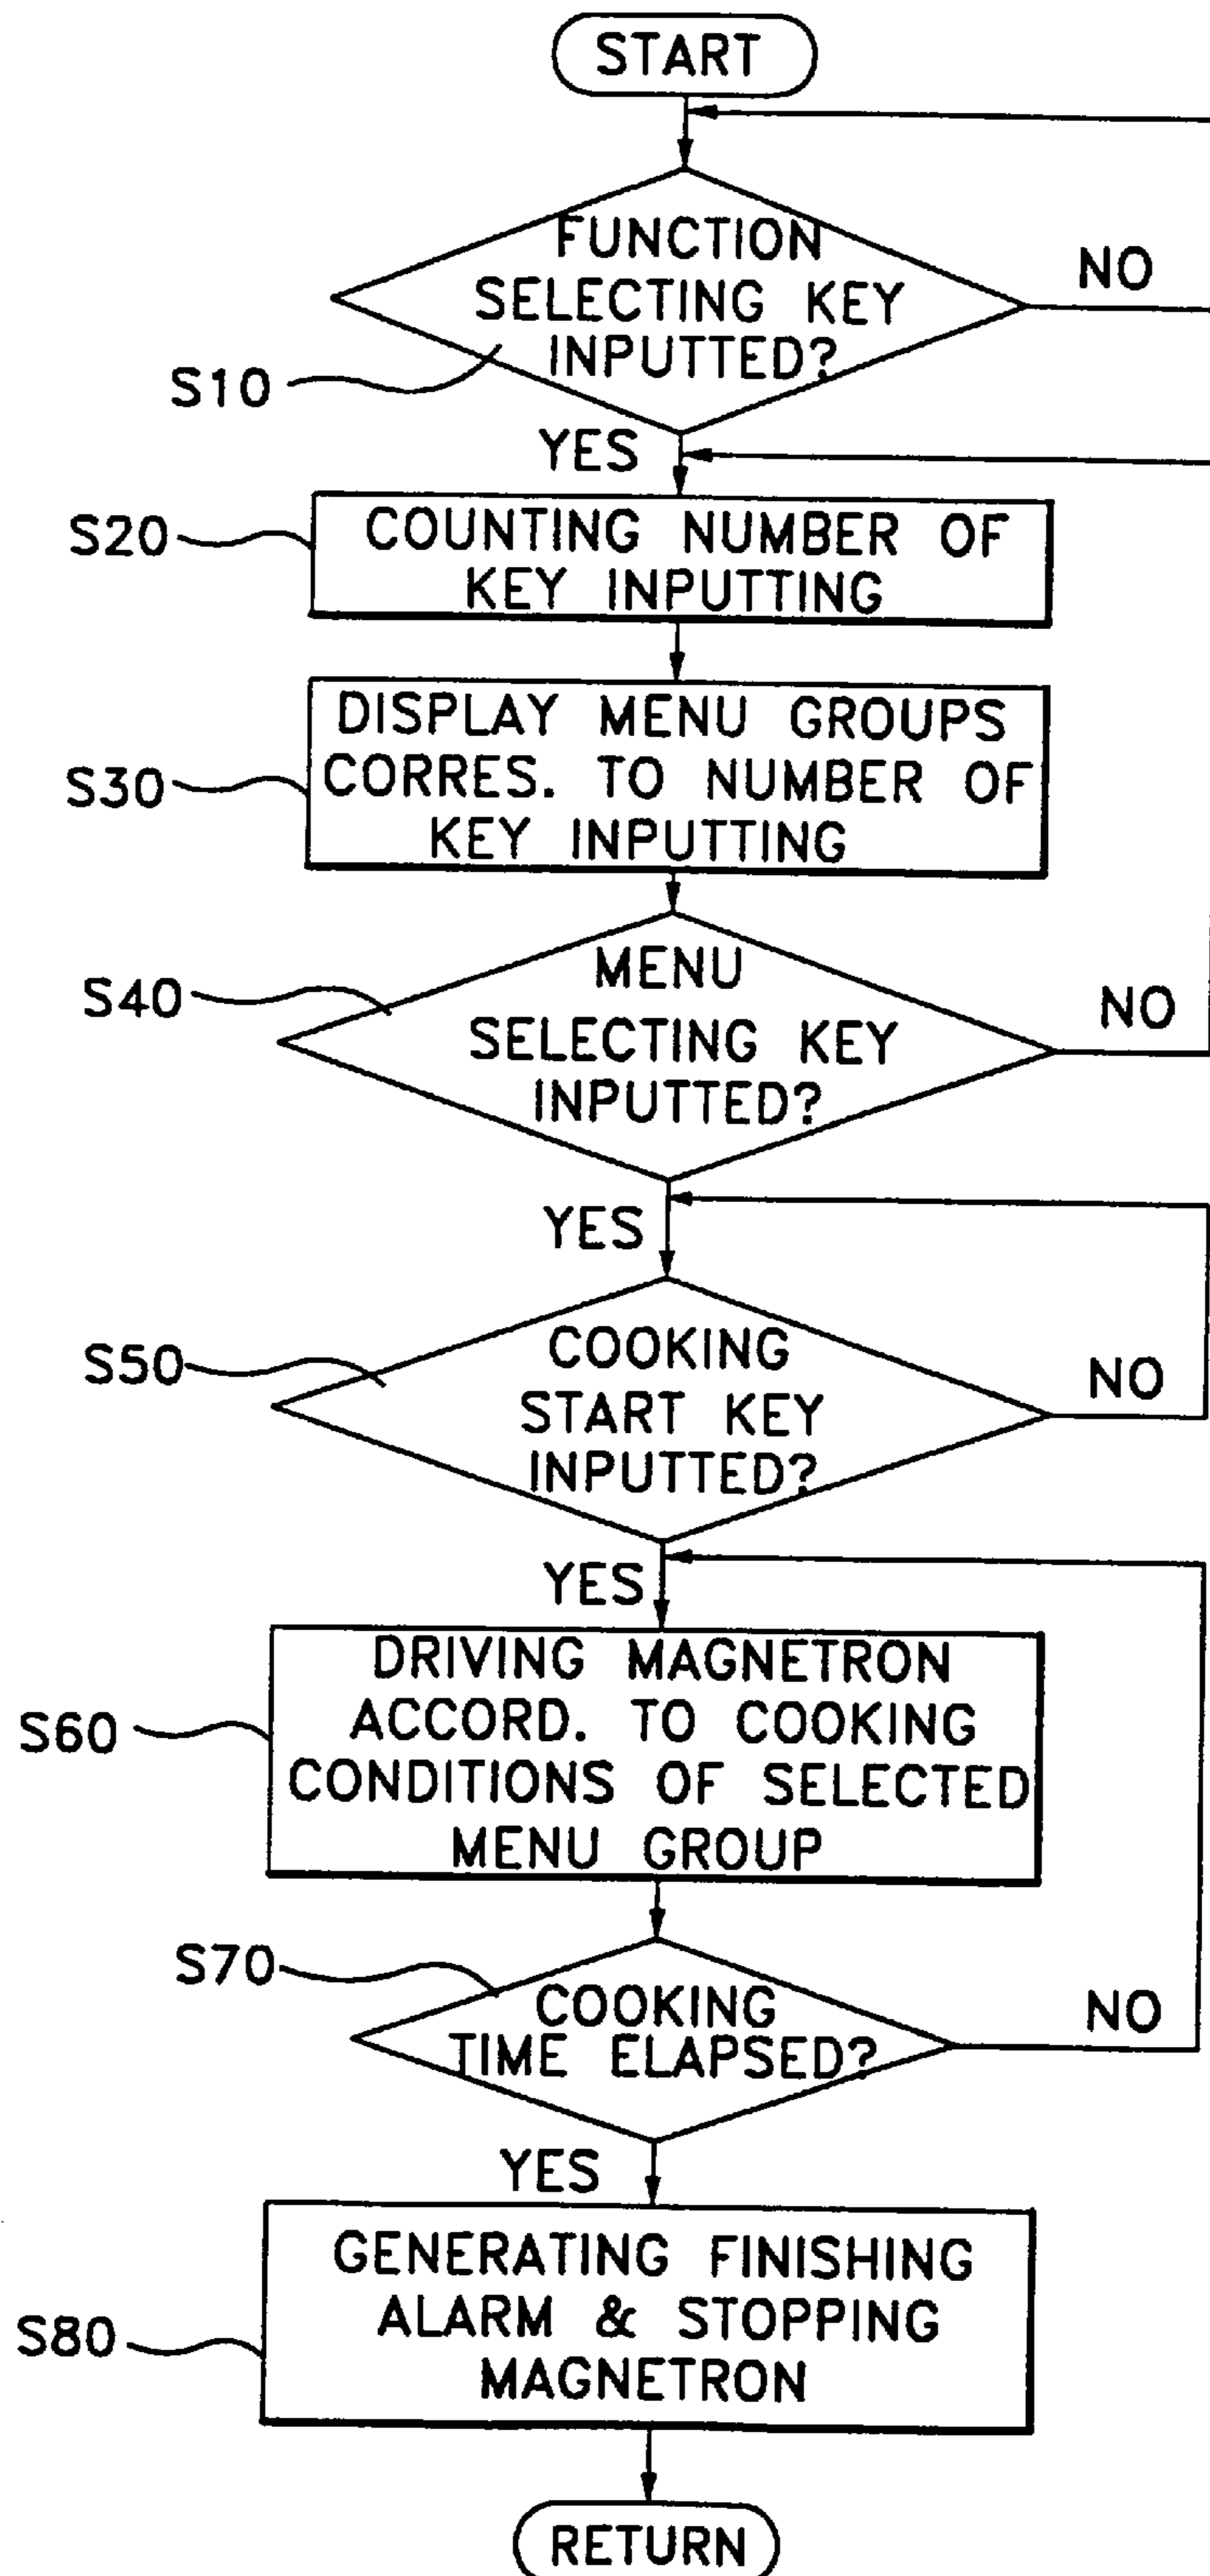 START
FUNCTION
SELECTING KEY
INPUTTED?
NO
S10
YES
S20
COUNTING NUMBER OF
KEY INPUTTING
S30
DISPLAY MENU GROUPS
CORRES. TO NUMBER OF
KEY INPUTTING
S40
MENU
SELECTING KEY
INPUTTED?
NO
YES
S50
COOKING
START KEY
INPUTTED?
NO
YES
S60
DRIVING MAGNETRON
ACCORD. TO COOKING
CONDITIONS OF SELECTED
MENU GROUP
S70
COOKING
TIME ELAPSED?
NO
YES
S80
GENERATING FINISHING
ALARM & STOPPING
MAGNETRON
RETURN